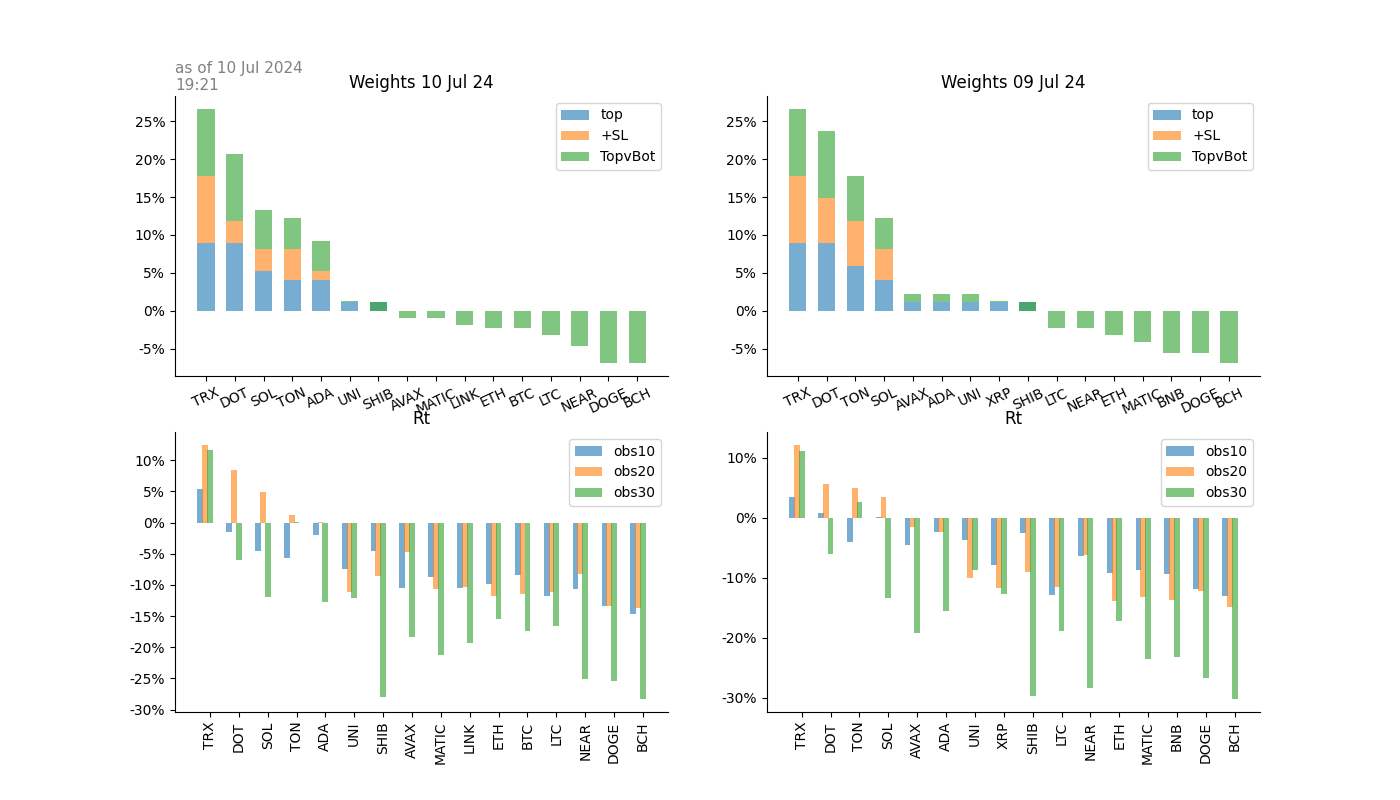 as of 10 Jul 2024
19:21
Weights 10 Jul 24
25%
20%
15%
10%
5%
0%
-5%
top
+SL
TopvBot
TRX DOT SOL TON ADA UNI SHIB AVAX MATIC LINK ETH BTC LTC NEAR DOGE BCH
Weights 09 Jul 24
25%
20%
15%
10%
5%
0%
-5%
top
+SL
TopvBot
TRX DOT TON SOL AVAX ADA UNI XRP SHIB LTC NEAR ETH MATIC BNB DOGE BCH
Rt
10%
5%
0%
-5%
-10%
-15%
-20%
-25%
-30%
obs10
obs20
obs30
TRX DOT SOL TON ADA UNI SHIB AVAX MATIC LINK ETH BTC LTC NEAR DOGE BCH
Rt
10%
0%
-10%
-20%
-30%
obs10
obs20
obs30
TRX DOT TON SOL AVAX ADA UNI XRP SHIB LTC NEAR ETH MATIC BNB DOGE BCH